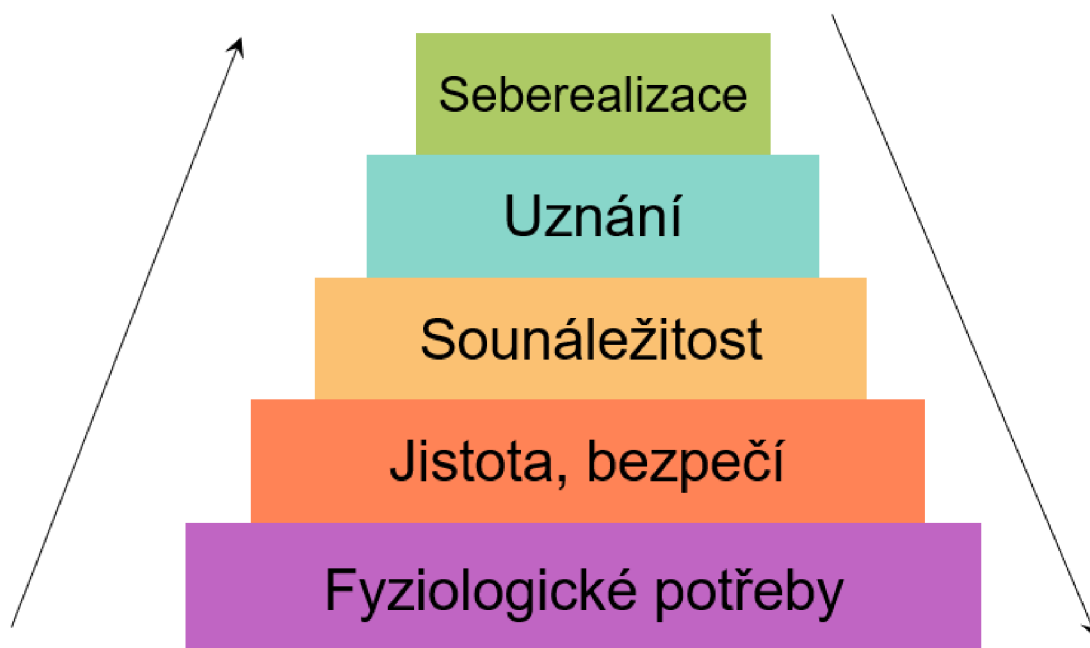 Seberealizace
Uznání
Sounáležitost
Jistota, bezpečí
Fyziologické potřeby